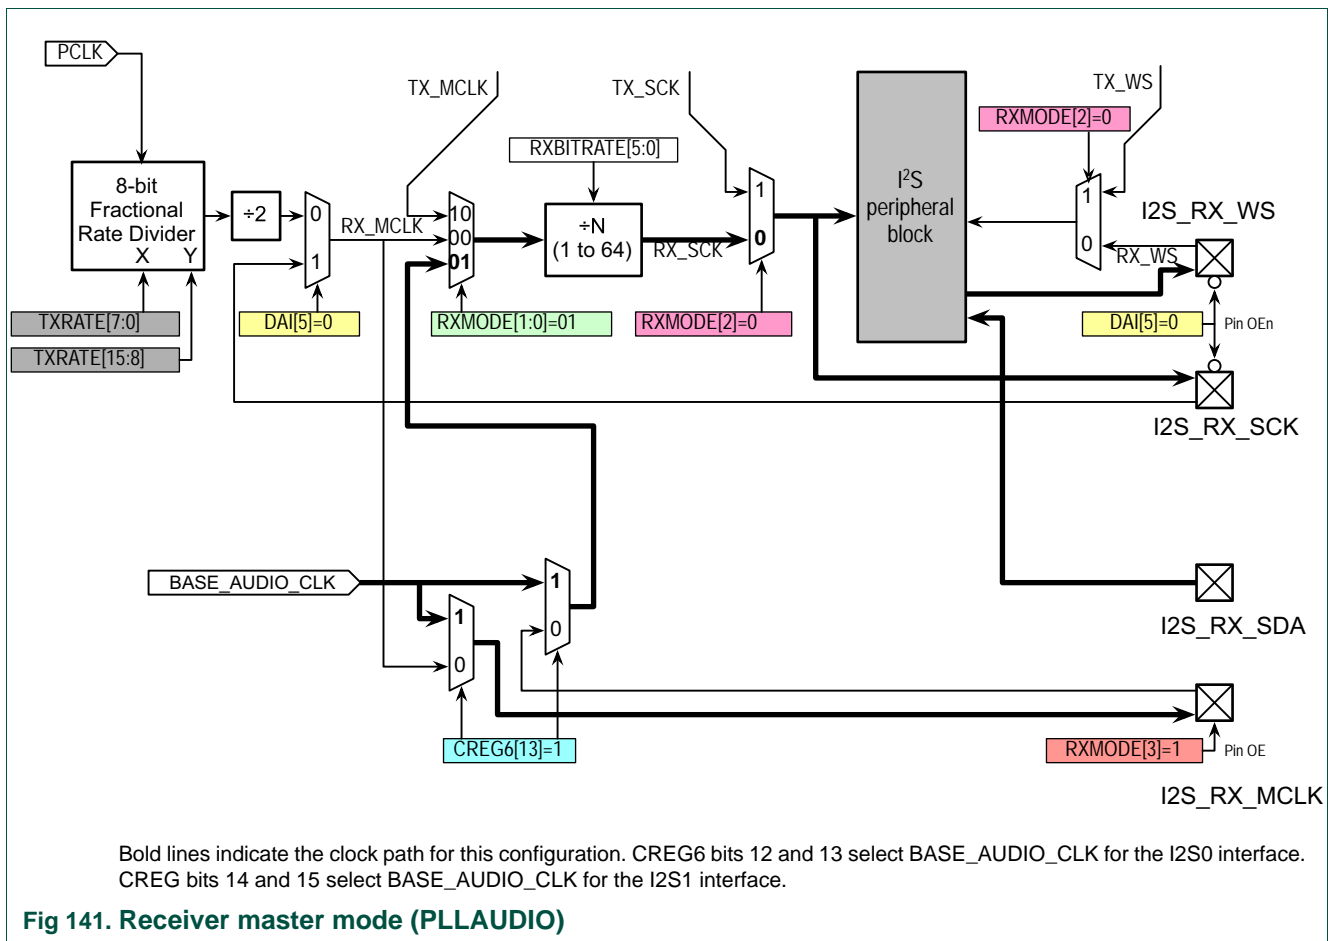 PCLK
TX_MCLK
TX_SCK
TX_WS
RXMODE[2]=0
RXBITRATE[5:0]
8-bit
Fractional
Rate Divider
X Y
÷2
0
1
RX_MCLK
10
00
01
÷N
(1 to 64)
RX_SCK
1
0
I²S
peripheral
block
1
0
I2S_RX_WS
RX_WS
TXRATE[7:0]
DAI[5]=0
RXMODE[1:0]=01
RXMODE[2]=0
DAI[5]=0
Pin OEn
TXRATE[15:8]
I2S_RX_SCK
BASE_AUDIO_CLK
1
0
1
0
I2S_RX_SDA
CREG6[13]=1
RXMODE[3]=1
Pin OE
I2S_RX_MCLK
Bold lines indicate the clock path for this configuration. CREG6 bits 12 and 13 select BASE_AUDIO_CLK for the I2S0 interface.
CREG bits 14 and 15 select BASE_AUDIO_CLK for the I2S1 interface.
Fig 141. Receiver master mode (PLLAUDIO)